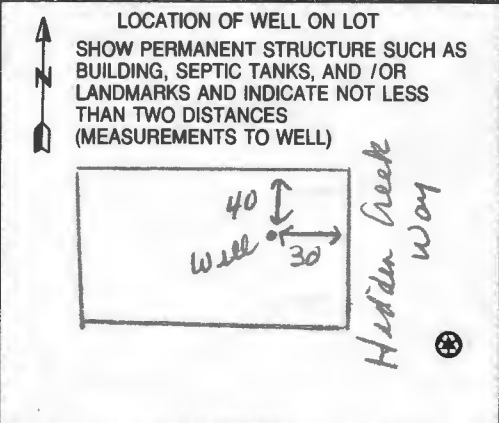 LOCATION OF WELL ON LOT
N
SHOW PERMANENT STRUCTURE SUCH AS
BUILDING, SEPTIC TANKS, AND /OR
LANDMARKS AND INDICATE NOT LESS
THAN TWO DISTANCES
(MEASUREMENTS TO WELL)
40
Well
30
Hidden Creek
Way